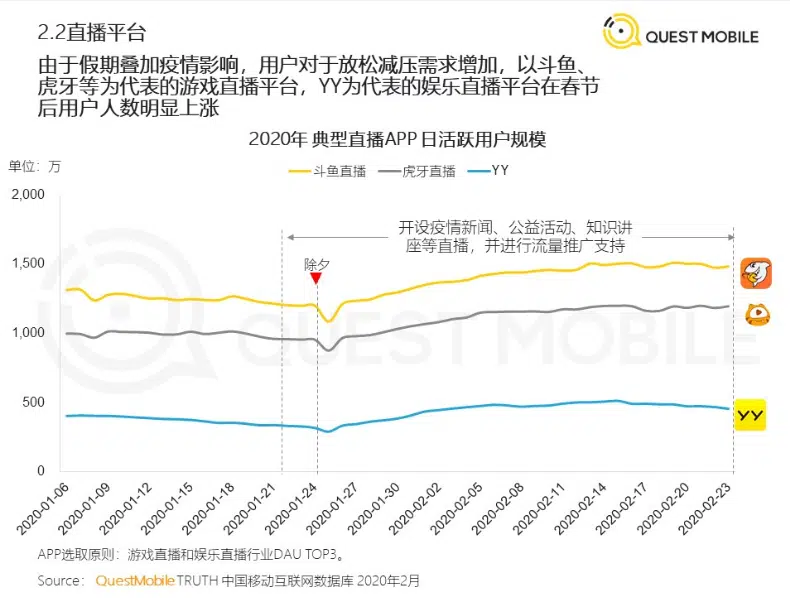 2.2直播平台
QUEST MOBILE
由于假期叠加疫情影响，用户对于放松减压需求增加，以斗鱼、
虎牙等为代表的游戏直播平台，YY为代表的娱乐直播平台在春节
后用户人数明显上涨
2020年 典型直播APP 日活跃用户规模
单位：万
斗鱼直播 虎牙直播 YY
2,000
1,500
1,000
500
0
开设疫情新闻、公益活动、知识讲
座等直播，并进行流量推广支持
除夕
QUEST MOBILE
YY
2020-01-06
2020-01-09
2020-01-12
2020-01-15
2020-01-18
2020-01-21
2020-01-24
2020-01-27
2020-01-30
2020-02-02
2020-02-05
2020-02-08
2020-02-11
2020-02-14
2020-02-17
2020-02-20
2020-02-23
APP选取原则：游戏直播和娱乐直播行业DAU TOP3。
Source： QuestMobile TRUTH 中国移动互联网数据库 2020年2月